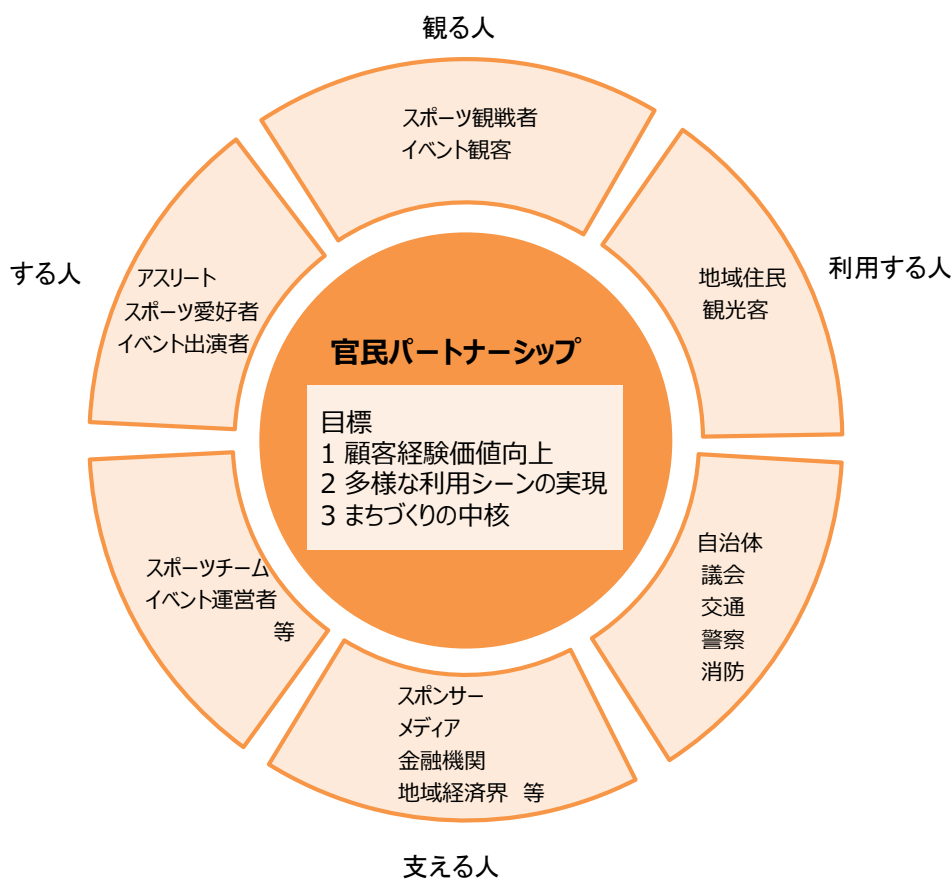 観る人
スポーツ観戦者
イベント観客
する人
アスリート
スポーツ愛好者
イベント出演者
利用する人
地域住民
観光客
官民パートナーシップ
目標
1 顧客経験価値向上
2 多様な利用シーンの実現
3 まちづくりの中核
スポーツチーム
イベント運営者
等
自治体
議会
交通
警察
消防
スポンサー
メディア
金融機関
地域経済界 等
支える人